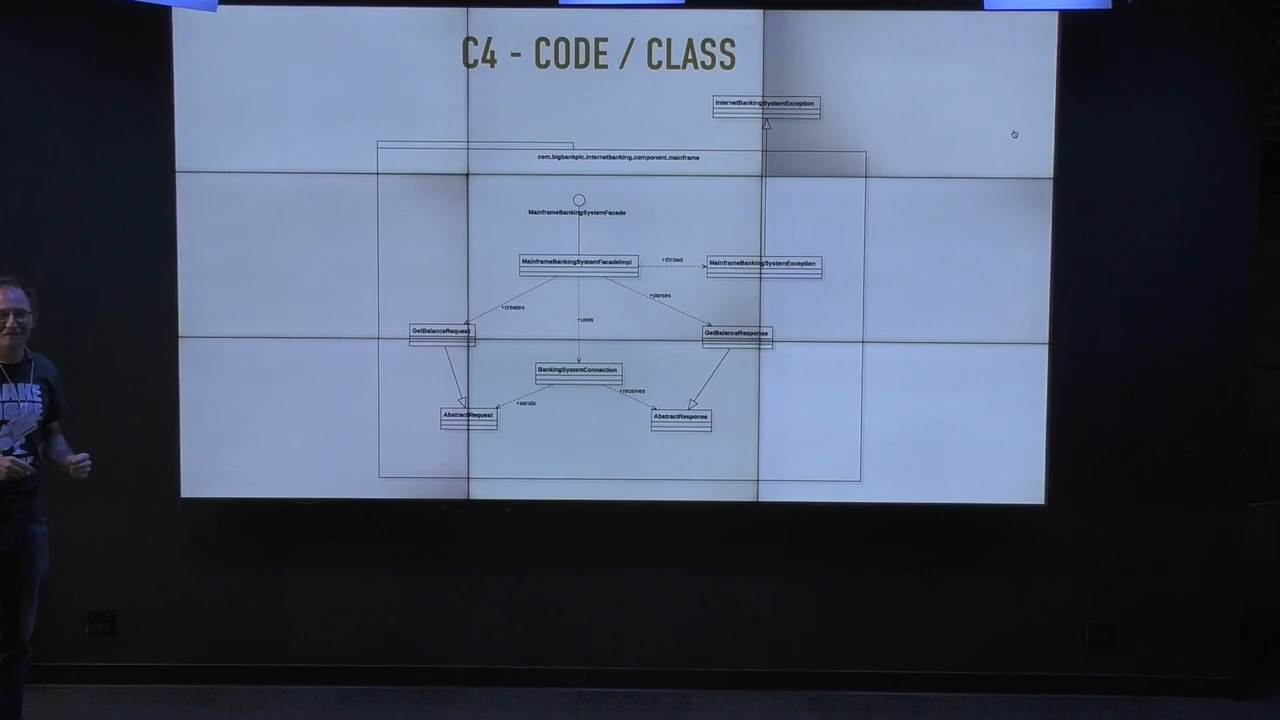 C4 - CODE / CLASS
InternetBankingSystemException
com.bigbankplc.internetbanking.component.mainframe
MainframeBankingSystemFacade
MainframeBankingSystemFacadeImpl
+throws
MainframeBankingSystemException
+creates
+uses
+parses
GetBalanceRequest
GetBalanceResponse
BankingSystemConnection
+sends
+receives
AbstractRequest
AbstractResponse